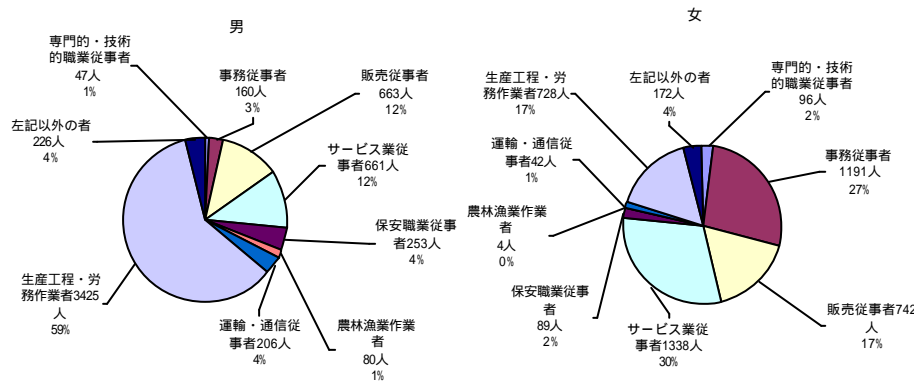 男
専門的・技術
的職業従事者
47人
1%
事務従事者
160人
3%
販売従事者
663人
12%
サービス業従
事者661人
12%
保安職業従事
者253人
4%
農林漁業作業
者
80人
1%
運輸・通信従
事者206人
4%
生産工程・労
務作業者3425
人
59%
左記以外の者
226人
4%
女
専門的・技術
的職業従事者
96人
2%
事務従事者
1191人
27%
販売従事者742
人
17%
サービス業従
事者1338人
30%
保安職業従事
者
89人
2%
農林漁業作業
者
4人
0%
運輸・通信従
事者42人
1%
生産工程・労
務作業者728人
17%
左記以外の者
172人
4%